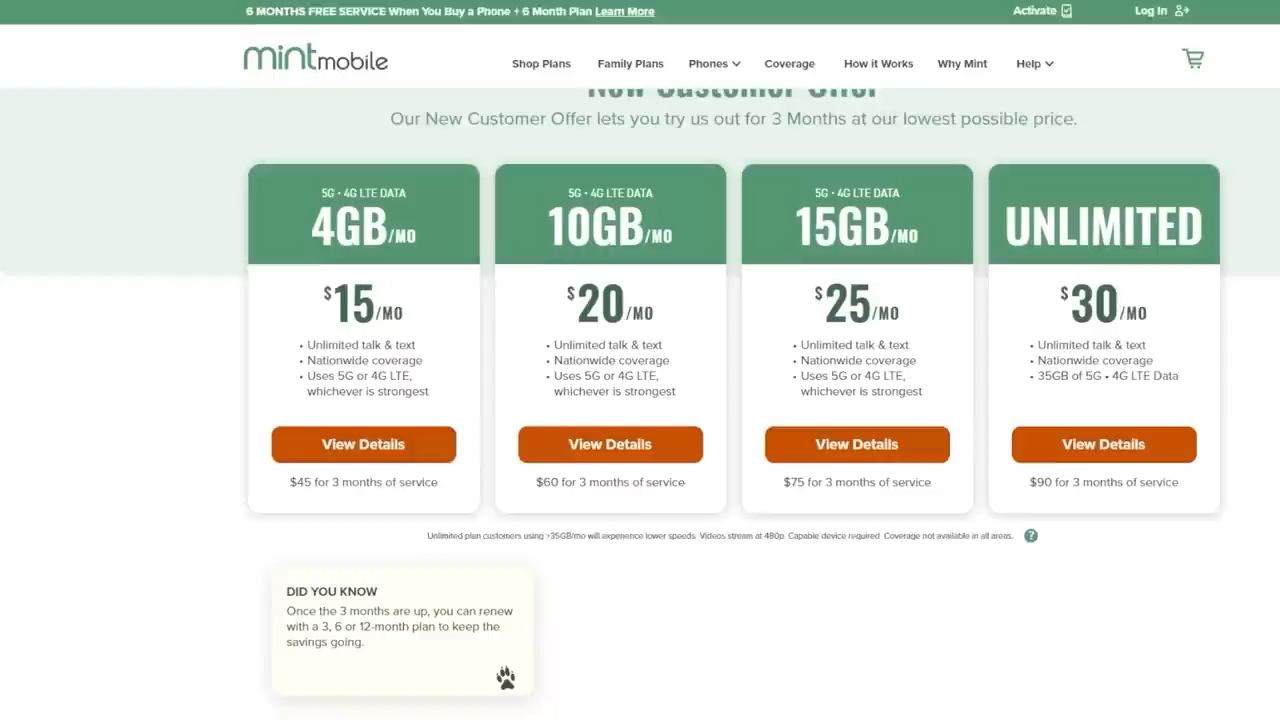 6 MONTHS FREE SERVICE When You Buy a Phone + 6 Month Plan Learn More
Activate
Log In
mintmobile
Shop Plans
Family Plans
Phones
Coverage
How it Works
Why Mint
Help
New Customer Offer
Our New Customer Offer lets you try us out for 3 Months at our lowest possible price.
5G • 4G LTE DATA
4GB/MO
$15/MO
• Unlimited talk & text
• Nationwide coverage
• Uses 5G or 4G LTE,
whichever is strongest
View Details
$45 for 3 months of service
5G • 4G LTE DATA
10GB/MO
$20/MO
• Unlimited talk & text
• Nationwide coverage
• Uses 5G or 4G LTE,
whichever is strongest
View Details
$60 for 3 months of service
5G • 4G LTE DATA
15GB/MO
$25/MO
• Unlimited talk & text
• Nationwide coverage
• Uses 5G or 4G LTE,
whichever is strongest
View Details
$75 for 3 months of service
UNLIMITED
$30/MO
• Unlimited talk & text
• Nationwide coverage
• 35GB of 5G • 4G LTE Data
View Details
$90 for 3 months of service
Unlimited plan customers using >35GB/mo will experience lower speeds. Videos stream at 480p. Capable device required. Coverage not available in all areas.
?
DID YOU KNOW
Once the 3 months are up, you can renew
with a 3, 6 or 12-month plan to keep the
savings going.